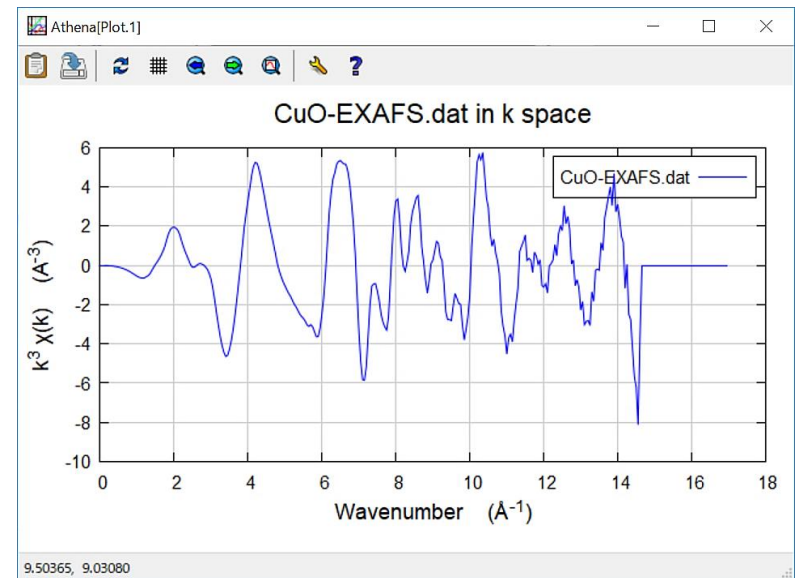 Athena[Plot.1]
CuO-EXAFS.dat in k space
CuO-EXAFS.dat
6
4
2
0
-2
-4
-6
-8
-10
k³ χ(k) (A⁻³)
0 2 4 6 8 10 12 14 16 18
Wavenumber (Å⁻¹)
9.50365, 9.03080